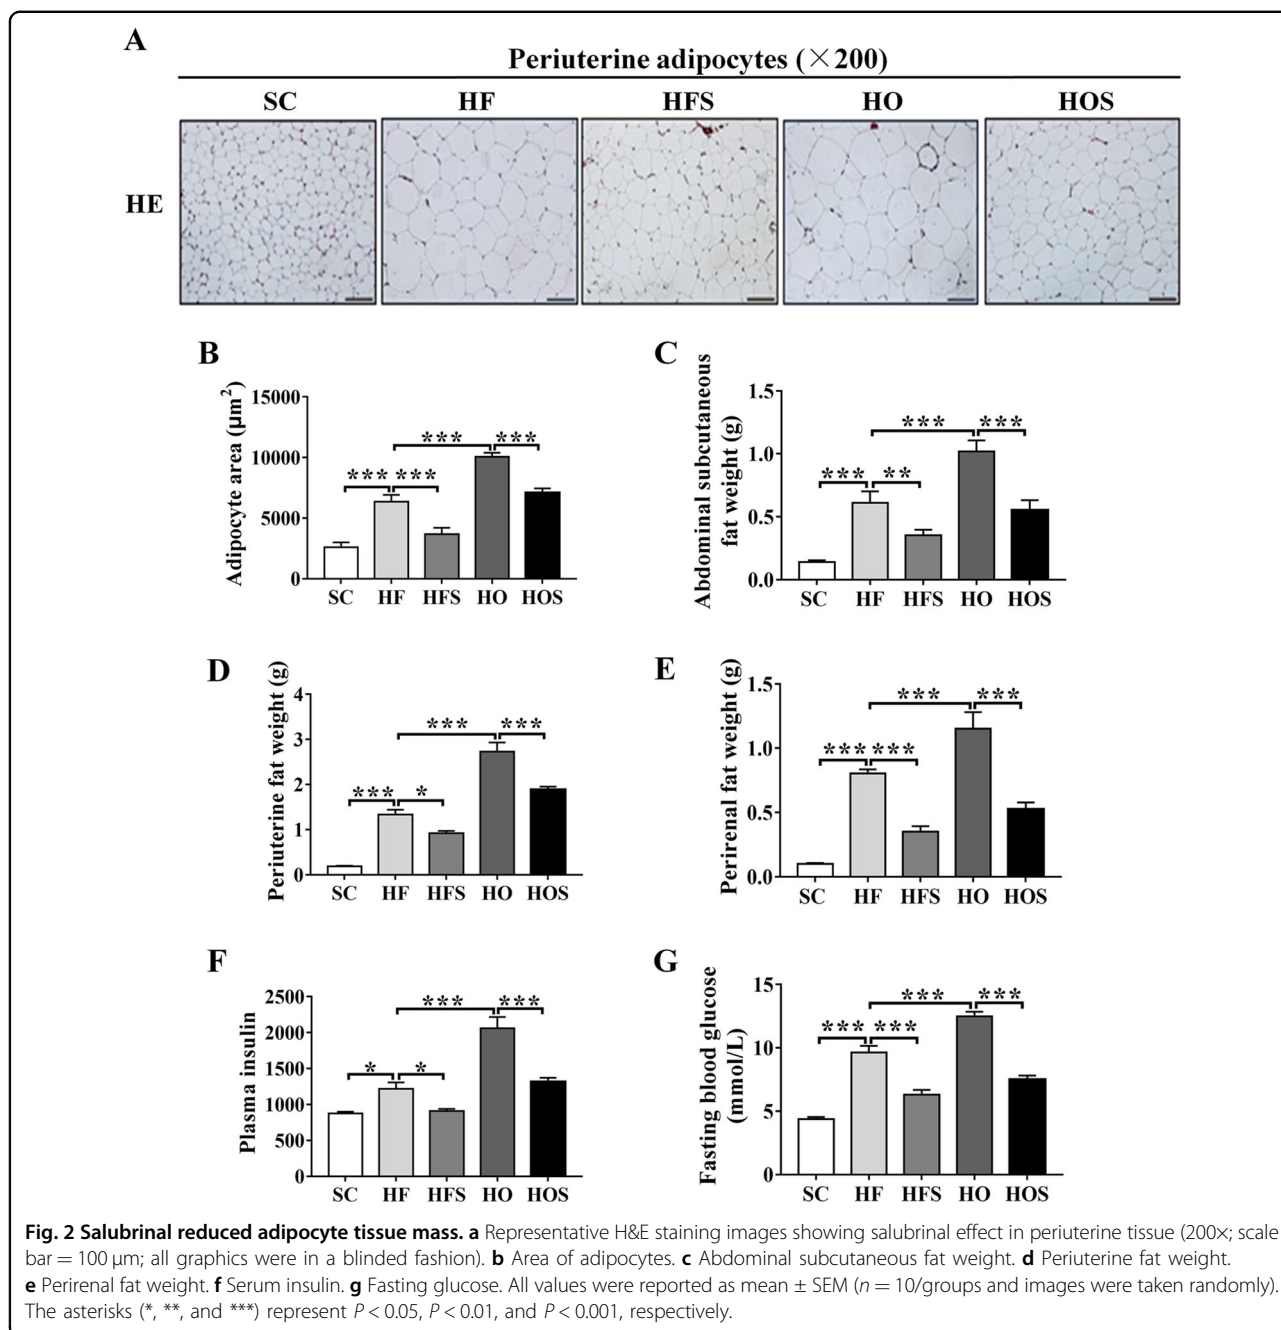 A
Periuterine adipocytes (×200)
SC HF HFS HO HOS
HE
B
Adipocyte area (μm²)
15000
10000
5000
0
*** *** *** ***
SC HF HFS HO HOS
C
Abdominal subcutaneous
fat weight (g)
1.5
1.0
0.5
0.0
*** ** *** ***
SC HF HFS HO HOS
D
Periuterine fat weight (g)
4
3
2
1
0
*** * *** ***
SC HF HFS HO HOS
E
Perirenal fat weight (g)
1.5
1.0
0.5
0.0
*** *** *** ***
SC HF HFS HO HOS
F
Plasma insulin
2500
2000
1500
1000
500
0
* * *** ***
SC HF HFS HO HOS
G
Fasting blood glucose
(mmol/L)
15
10
5
0
*** *** *** ***
SC HF HFS HO HOS
Fig. 2 Salubrinal reduced adipocyte tissue mass. a Representative H&E staining images showing salubrinal effect in periuterine tissue (200×; scale
bar = 100 μm; all graphics were in a blinded fashion). b Area of adipocytes. c Abdominal subcutaneous fat weight. d Periuterine fat weight.
e Perirenal fat weight. f Serum insulin. g Fasting glucose. All values were reported as mean ± SEM (n = 10/groups and images were taken randomly).
The asterisks (*, **, and ***) represent P < 0.05, P < 0.01, and P < 0.001, respectively.